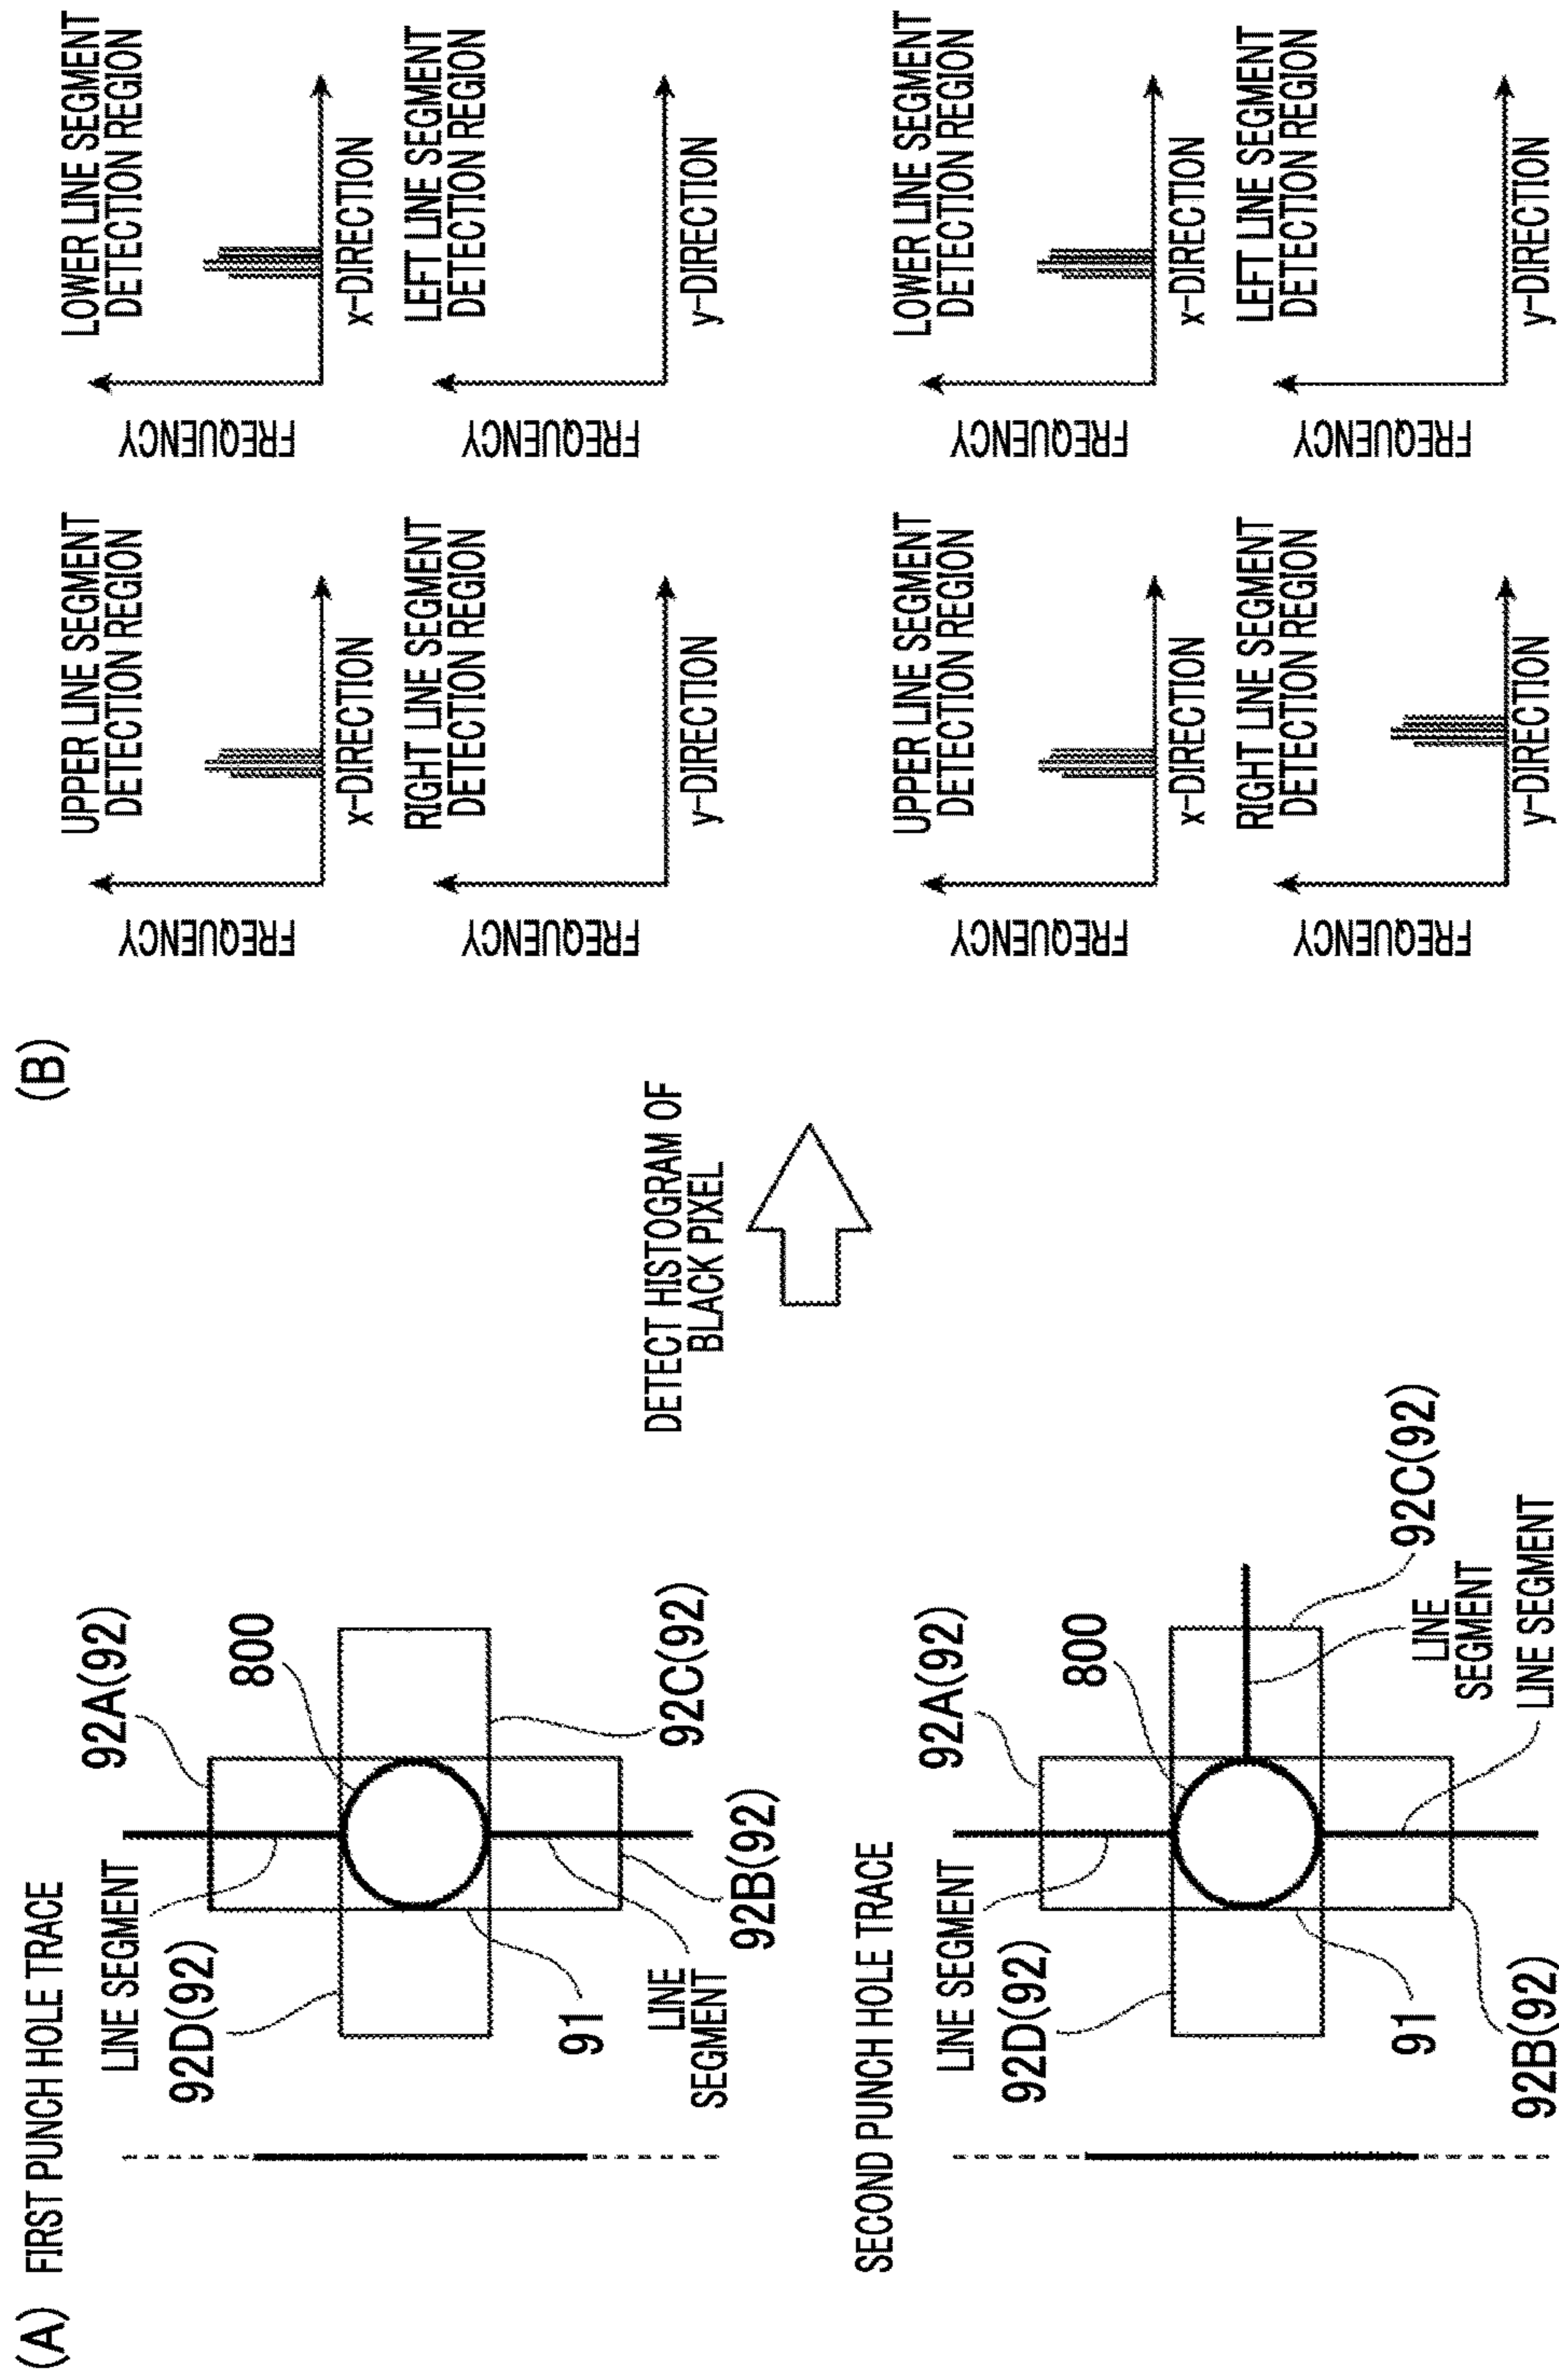 (A)
FIRST PUNCH HOLE TRACE
LINE SEGMENT
92A(92)
92D(92)
800
91
LINE
SEGMENT
92B(92)
92C(92)
SECOND PUNCH HOLE TRACE
LINE SEGMENT
92A(92)
92D(92)
800
91
92B(92)
LINE
SEGMENT
92C(92)
LINE SEGMENT
DETECT HISTOGRAM OF
BLACK PIXEL
(B)
UPPER LINE SEGMENT
DETECTION REGION
FREQUENCY
x-DIRECTION
LOWER LINE SEGMENT
DETECTION REGION
FREQUENCY
x-DIRECTION
RIGHT LINE SEGMENT
DETECTION REGION
FREQUENCY
y-DIRECTION
LEFT LINE SEGMENT
DETECTION REGION
FREQUENCY
y-DIRECTION
UPPER LINE SEGMENT
DETECTION REGION
FREQUENCY
x-DIRECTION
LOWER LINE SEGMENT
DETECTION REGION
FREQUENCY
x-DIRECTION
RIGHT LINE SEGMENT
DETECTION REGION
FREQUENCY
y-DIRECTION
LEFT LINE SEGMENT
DETECTION REGION
FREQUENCY
y-DIRECTION